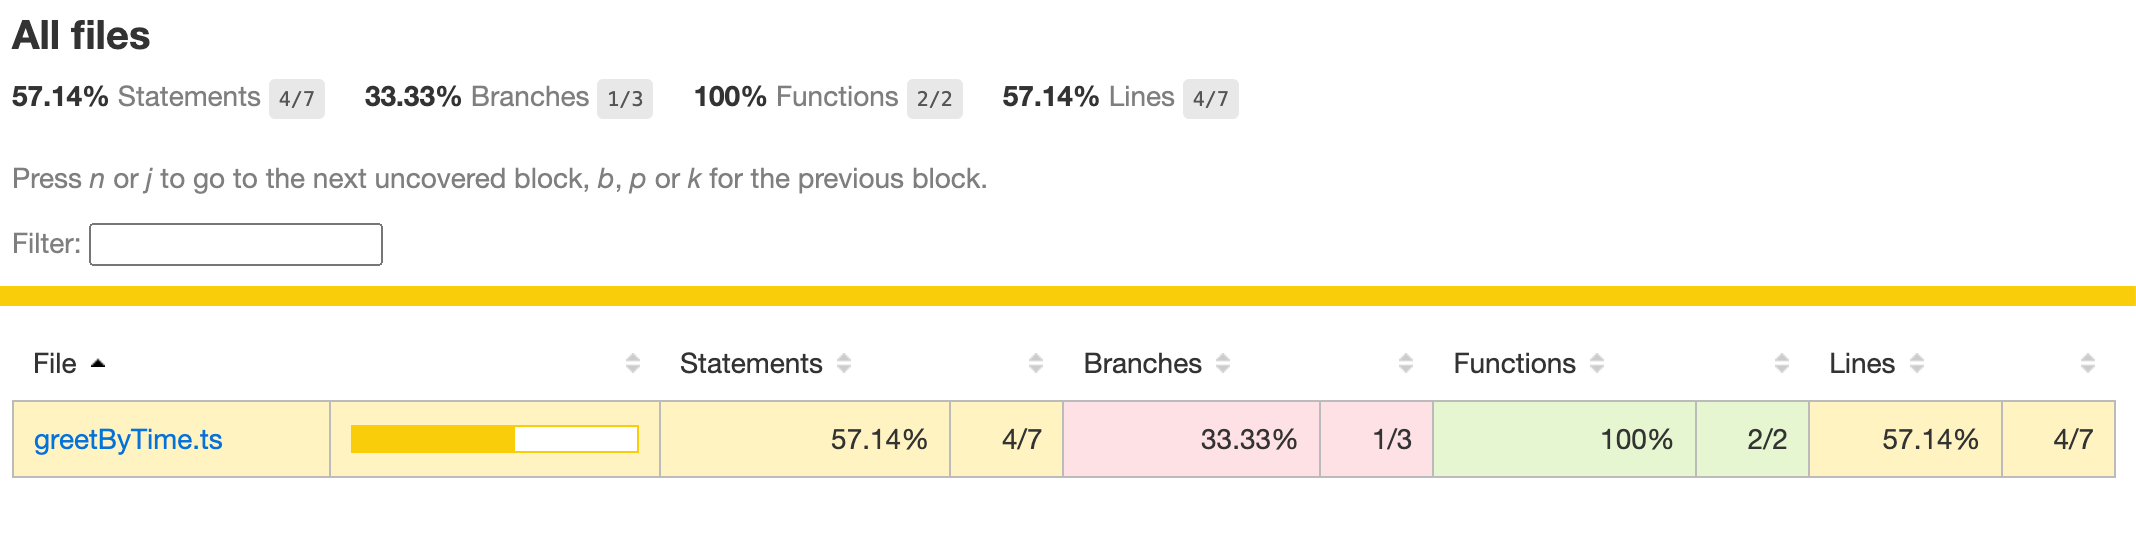 All files
57.14% Statements 4/7 33.33% Branches 1/3 100% Functions 2/2 57.14% Lines 4/7
Press n or j to go to the next uncovered block, b, p or k for the previous block.
Filter:
File Statements Branches Functions Lines
greetByTime.ts 57.14% 4/7 33.33% 1/3 100% 2/2 57.14% 4/7